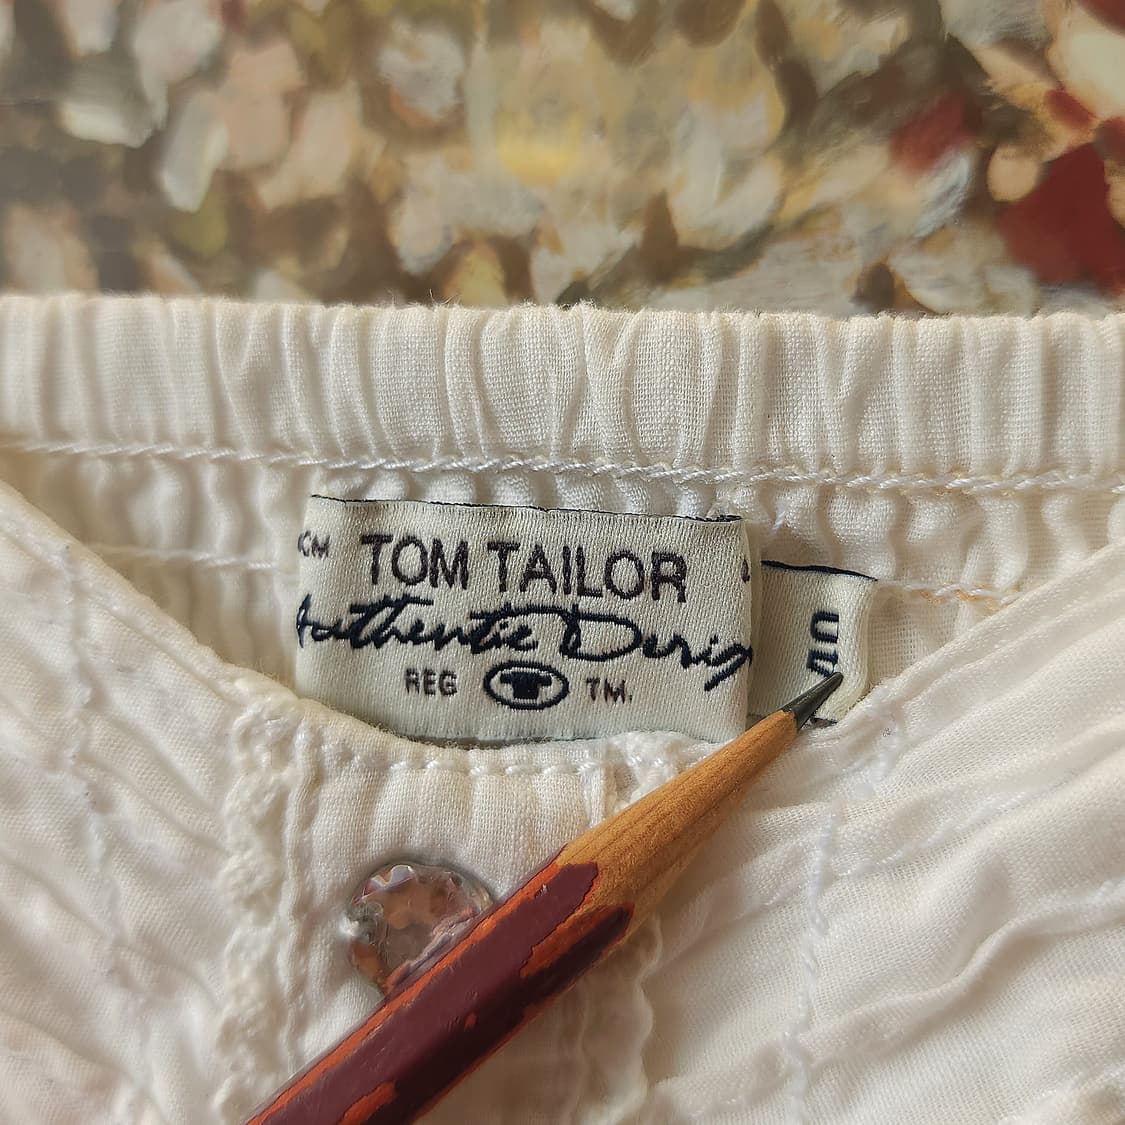 TOM TAILOR
Authentic Design
REG TM.